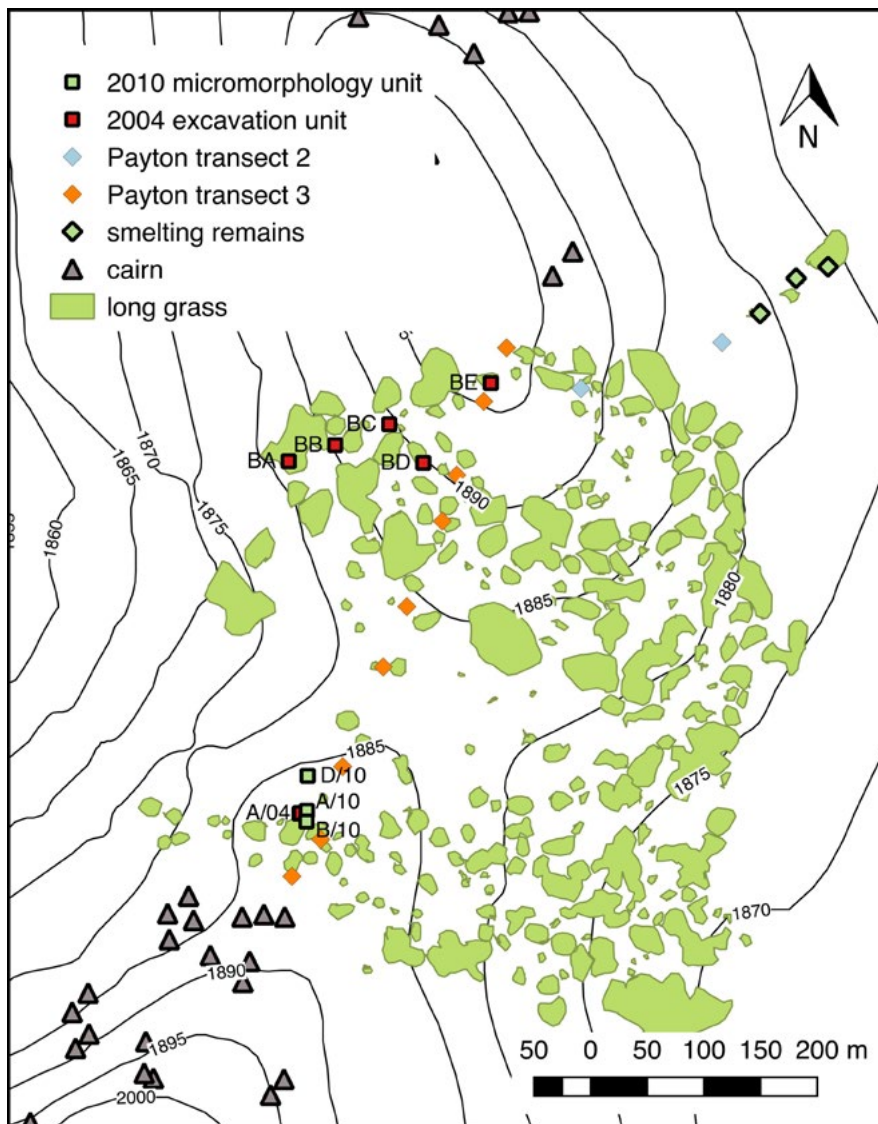 2010 micromorphology unit
2004 excavation unit
Payton transect 2
Payton transect 3
smelting remains
cairn
long grass
N
BE
BC
BB
BA
BD
1890
1870
1865
1875
1860
1880
1885
1885
D/10
A/10
A/04
B/10
1875
1870
1890
1895
2000
50 0 50 100 150 200 m